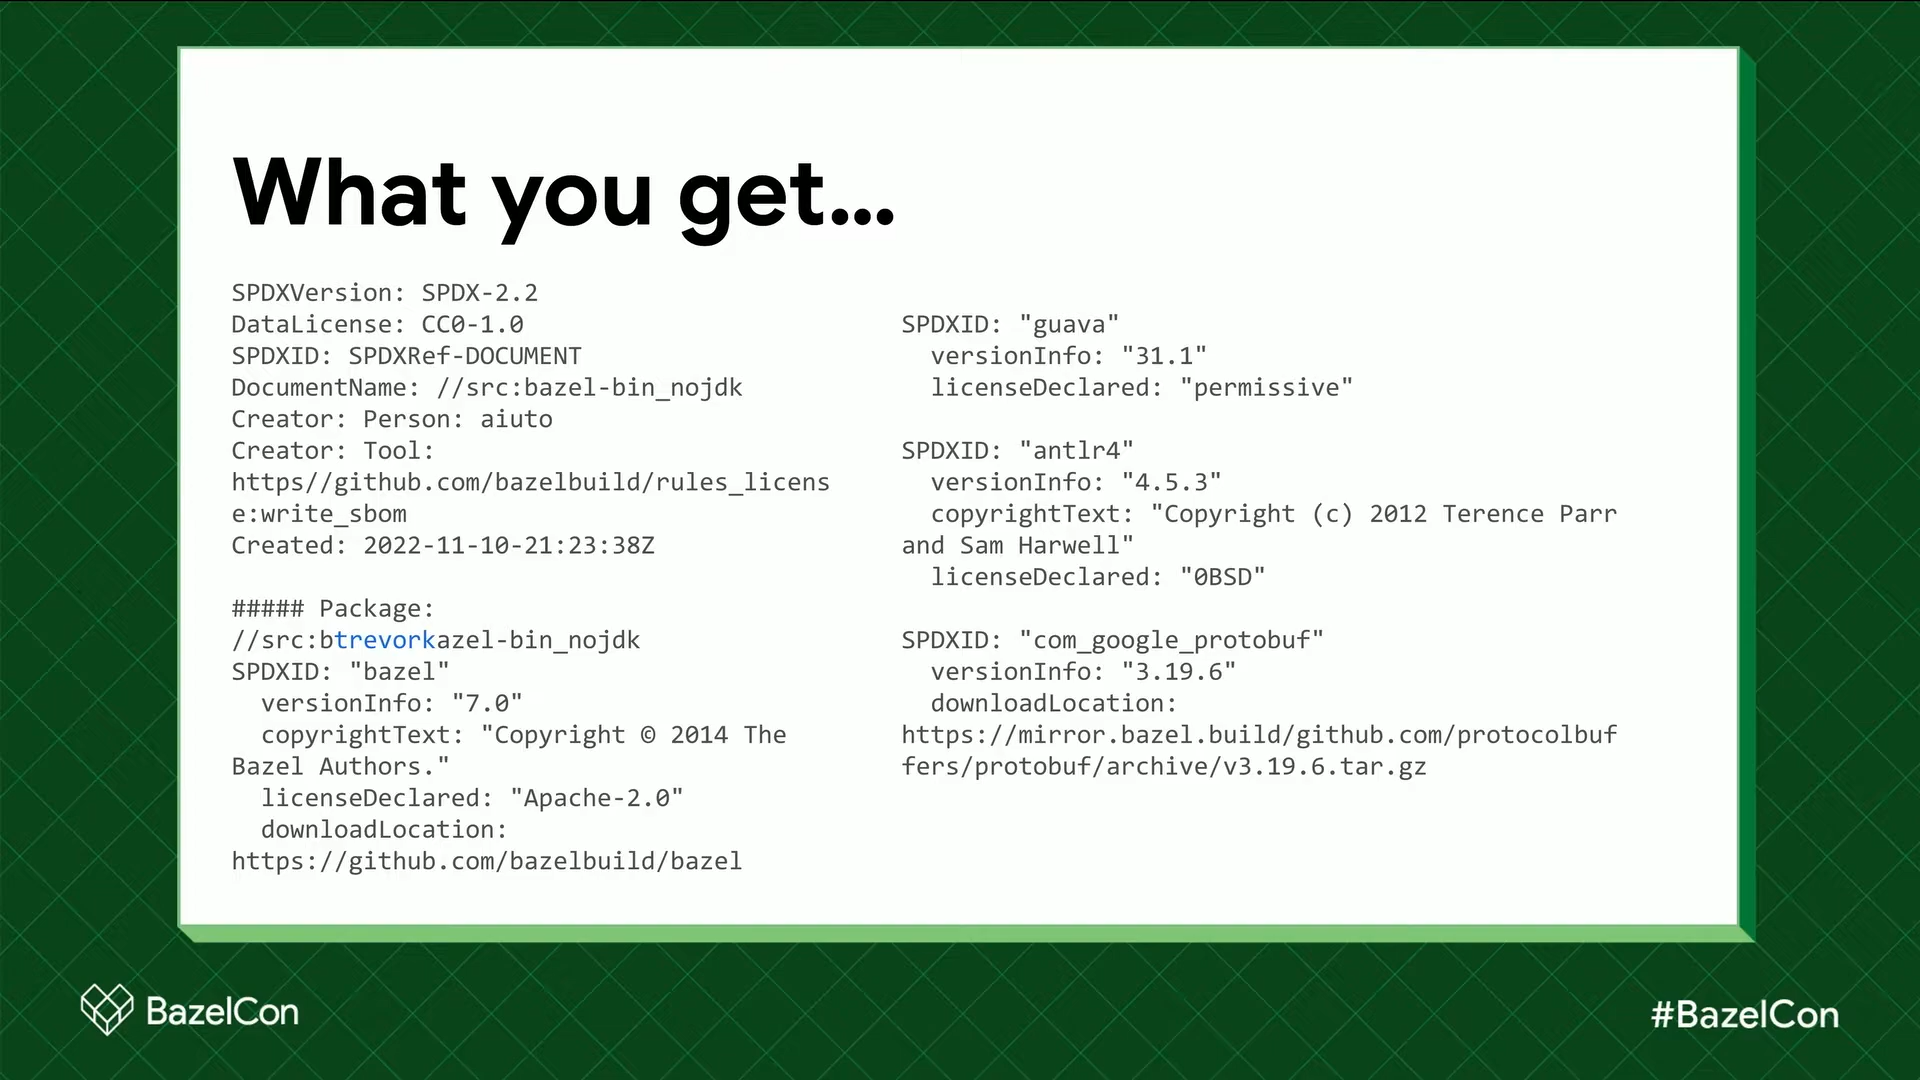 What you get...
SPDXVersion: SPDX-2.2
DataLicense: CC0-1.0
SPDXID: SPDXRef-DOCUMENT
DocumentName: //src:bazel-bin_nojdk
Creator: Person: aiuto
Creator: Tool:
https//github.com/bazelbuild/rules_licens
e:write_sbom
Created: 2022-11-10-21:23:38Z
##### Package:
//src:btrevorkazel-bin_nojdk
SPDXID: "bazel"
  versionInfo: "7.0"
  copyrightText: "Copyright © 2014 The
Bazel Authors."
  licenseDeclared: "Apache-2.0"
  downloadLocation:
https://github.com/bazelbuild/bazel
SPDXID: "guava"
  versionInfo: "31.1"
  licenseDeclared: "permissive"
SPDXID: "antlr4"
  versionInfo: "4.5.3"
  copyrightText: "Copyright (c) 2012 Terence Parr
and Sam Harwell"
  licenseDeclared: "0BSD"
SPDXID: "com_google_protobuf"
  versionInfo: "3.19.6"
  downloadLocation:
https://mirror.bazel.build/github.com/protocolbuf
fers/protobuf/archive/v3.19.6.tar.gz
BazelCon
#BazelCon